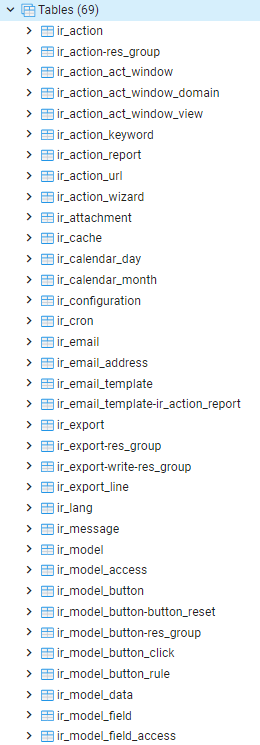 Tables (69)
ir_action
ir_action-res_group
ir_action_act_window
ir_action_act_window_domain
ir_action_act_window_view
ir_action_keyword
ir_action_report
ir_action_url
ir_action_wizard
ir_attachment
ir_cache
ir_calendar_day
ir_calendar_month
ir_configuration
ir_cron
ir_email
ir_email_address
ir_email_template
ir_email_template-ir_action_report
ir_export
ir_export-res_group
ir_export-write-res_group
ir_export_line
ir_lang
ir_message
ir_model
ir_model_access
ir_model_button
ir_model_button-button_reset
ir_model_button-res_group
ir_model_button_click
ir_model_button_rule
ir_model_data
ir_model_field
ir_model_field_access